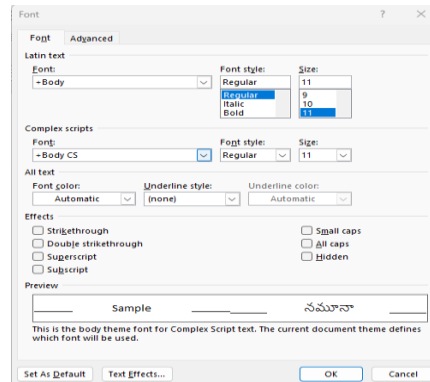 Font ? ×
Font Advanced
Latin text
Font: Font style: Size:
+Body Regular 11
Regular 9
Italic 10
Bold 11
Complex scripts
Font: Font style: Size:
+Body CS Regular 11
All text
Font color: Underline style: Underline color:
Automatic (none) Automatic
Effects
Strikethrough Small caps
Double strikethrough All caps
Superscript Hidden
Subscript
Preview
Sample నమూనా
This is the body theme font for Complex Script text. The current document theme defines
which font will be used.
Set As Default Text Effects... OK Cancel